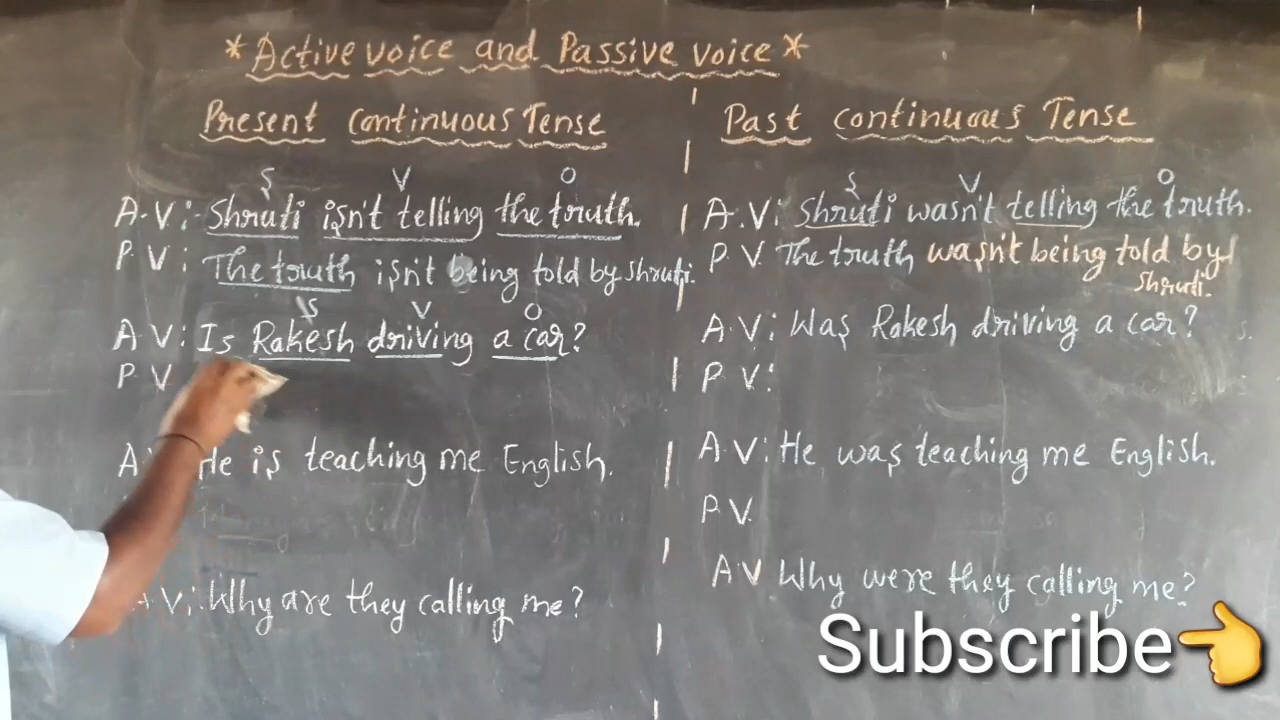 *Active voice and Passive voice*
Present continuous Tense
S V O
A.V: Shruti isn't telling the truth.
P V: The truth isn't being told by shruti.
S V O
A V: Is Rakesh driving a car?
P V
A He is teaching me English.
A V: Why are they calling me?
Past continuous Tense
S V O
A.V: Shruti wasn't telling the truth.
P V. The truth wasn't being told by
shruti.
A.V: Was Rakesh driving a car?
P V:
A V: He was teaching me English.
P V.
A V Why were they calling me?
Subscribe